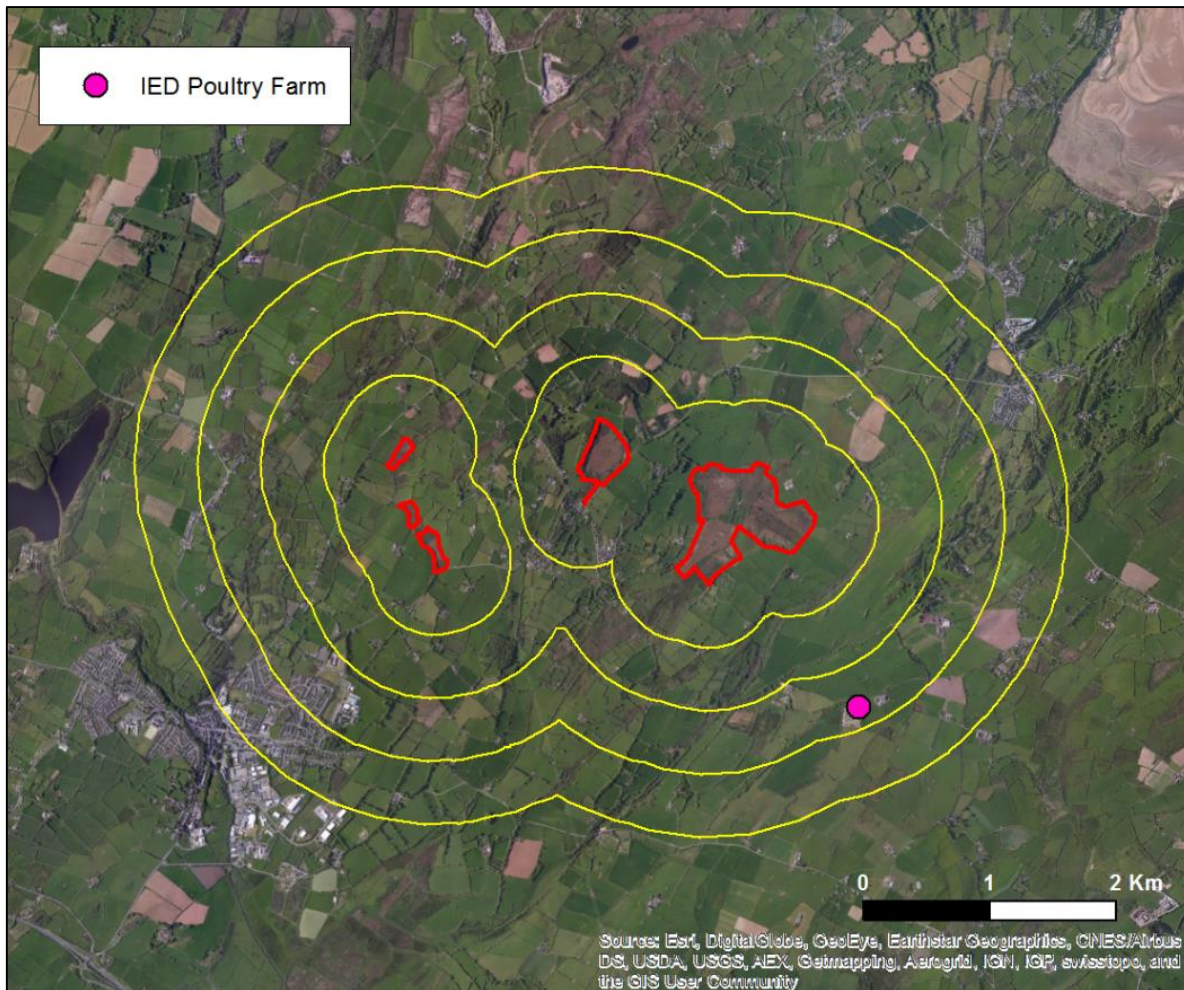 IED Poultry Farm
0 1 2 Km
Source: Esri, DigitalGlobe, GeoEye, Earthstar Geographics, CNES/Airbus
DS, USDA, USGS, AEX, Getmapping, Aerogrid, IGN, IGP, swisstopo, and
the GIS User Community